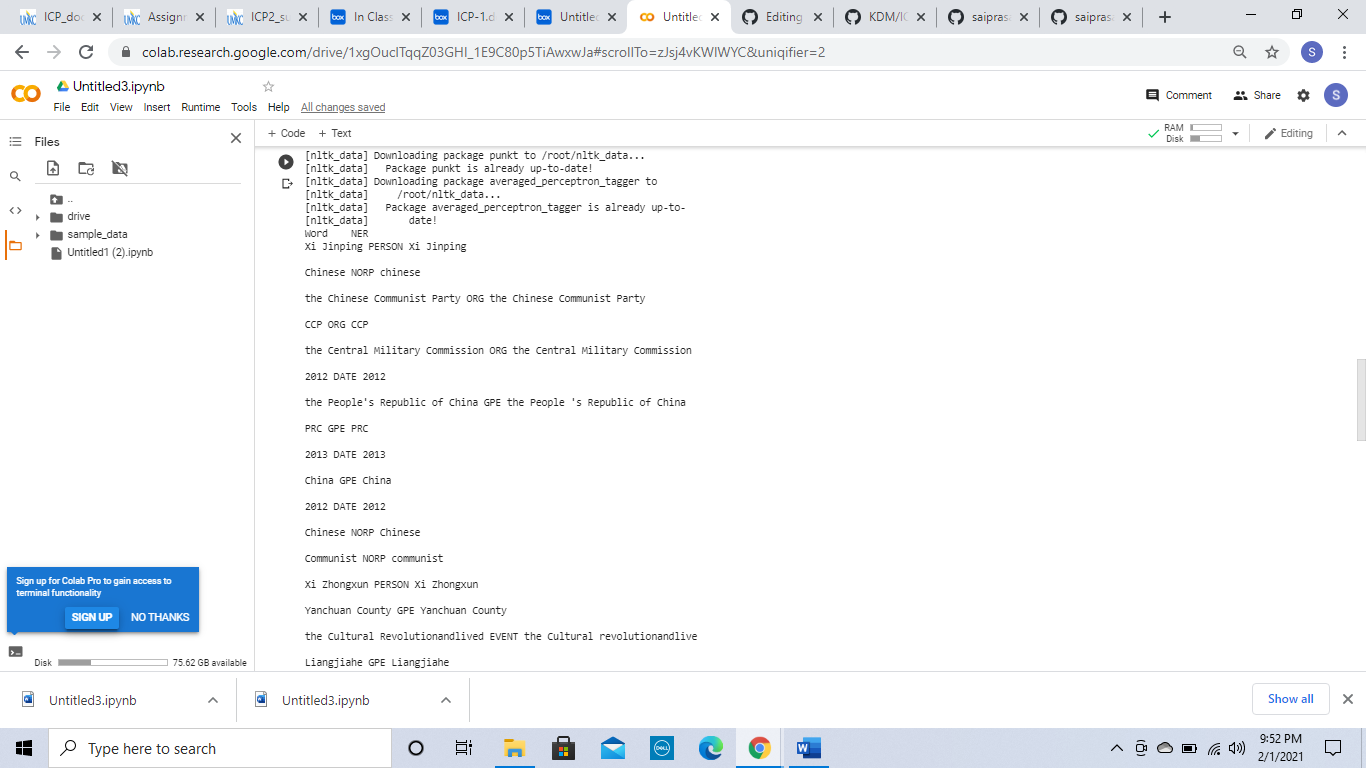 ICP_doc
Assignm
ICP2_su
In Class
ICP-1.d
Untitled
Untitled
Editing
KDM/IC
saiprasa
saiprasa
colab.research.google.com/drive/1xgOuclTqqZ03GHI_1E9C80p5TiAwxwJa#scrollTo=zJsj4vKWIWYC&uniqifier=2
S
CO
Untitled3.ipynb
File Edit View Insert Runtime Tools Help All changes saved
Comment
Share
S
Files
+ Code + Text
RAM
Disk
Editing
..
drive
sample_data
Untitled1 (2).ipynb
[nltk_data] Downloading package punkt to /root/nltk_data...
[nltk_data]   Package punkt is already up-to-date!
[nltk_data] Downloading package averaged_perceptron_tagger to
[nltk_data]     /root/nltk_data...
[nltk_data]   Package averaged_perceptron_tagger is already up-to-
[nltk_data]       date!
Word    NER
Xi Jinping PERSON Xi Jinping
Chinese NORP chinese
the Chinese Communist Party ORG the Chinese Communist Party
CCP ORG CCP
the Central Military Commission ORG the Central Military Commission
2012 DATE 2012
the People's Republic of China GPE the People 's Republic of China
PRC GPE PRC
2013 DATE 2013
China GPE China
2012 DATE 2012
Chinese NORP Chinese
Communist NORP communist
Xi Zhongxun PERSON Xi Zhongxun
Yanchuan County GPE Yanchuan County
the Cultural Revolutionandlived EVENT the Cultural revolutionandlive
Liangjiahe GPE Liangjiahe
Sign up for Colab Pro to gain access to
terminal functionality
SIGN UP NO THANKS
Disk 75.62 GB available
Untitled3.ipynb
Untitled3.ipynb
Show all
Type here to search
DELL
W
9:52 PM
2/1/2021